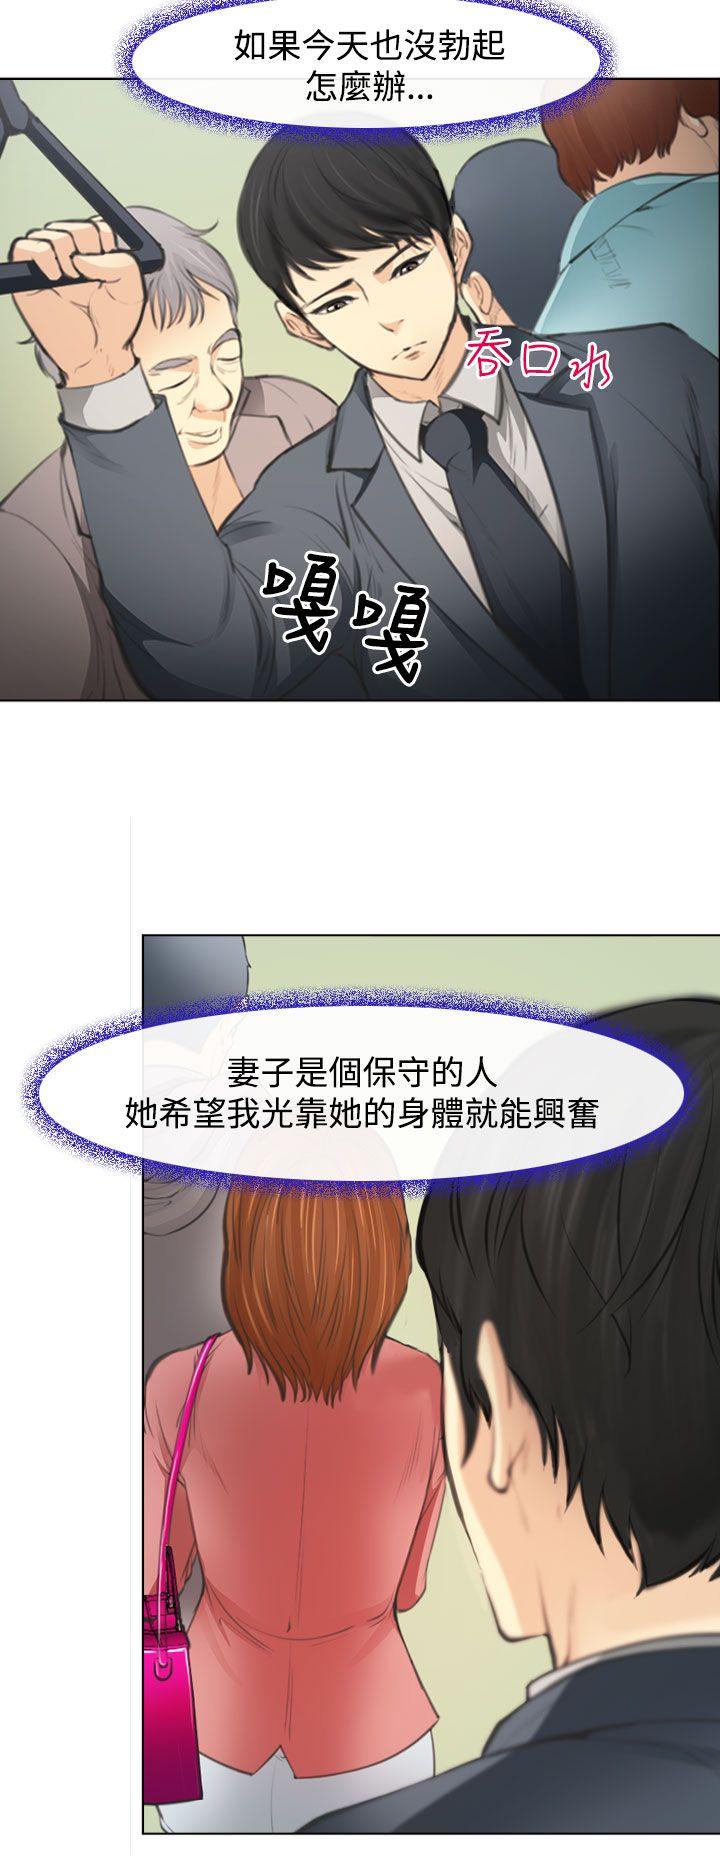 如果今天也沒勃起
怎麼辦...
吞口水
嘎嘎
妻子是個保守的人
她希望我光靠她的身體就能興奮